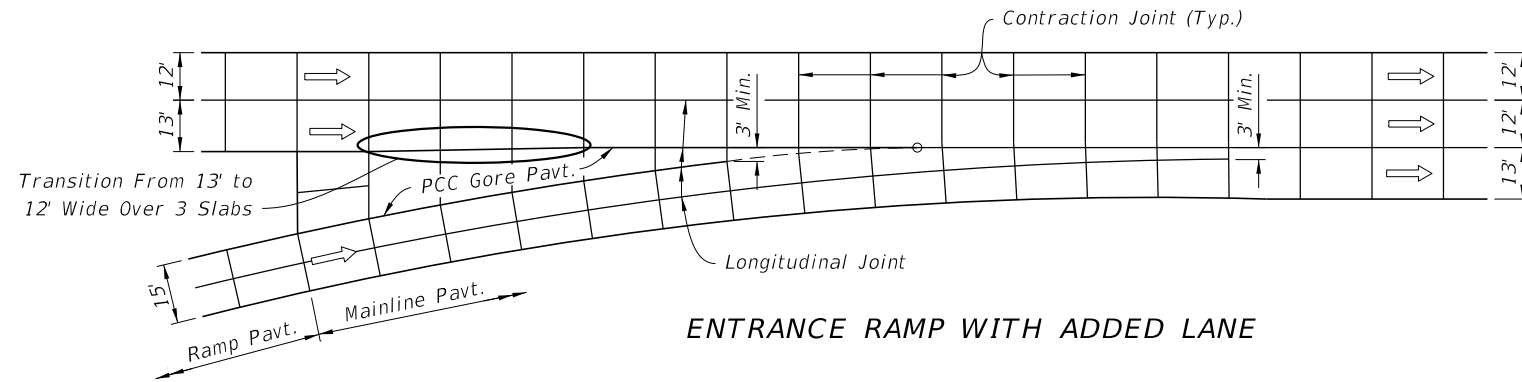 Contraction Joint (Typ.)
12'
13'
3' Min.
3' Min.
12'
12'
13'
Transition From 13' to
12' Wide Over 3 Slabs
PCC Gore Pavt.
Longitudinal Joint
15'
Mainline Pavt.
Ramp Pavt.
ENTRANCE RAMP WITH ADDED LANE